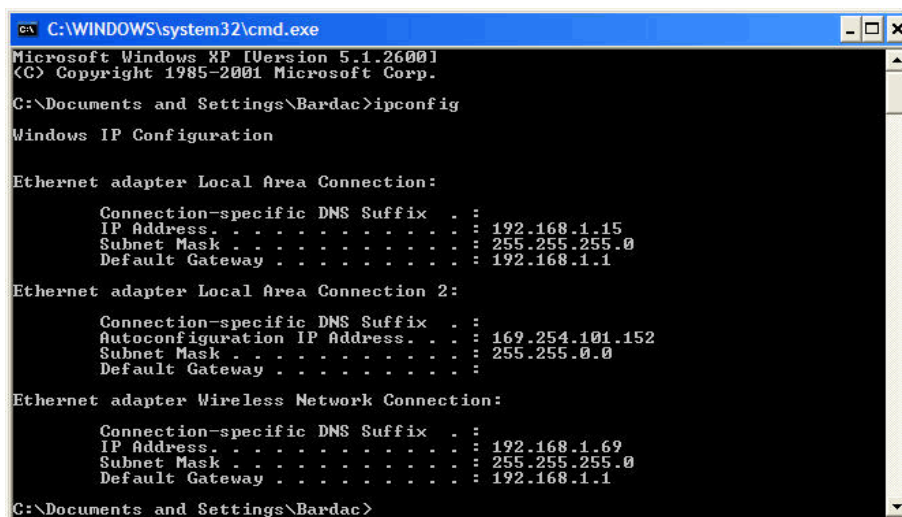 C:\WINDOWS\system32\cmd.exe
Microsoft Windows XP [Version 5.1.2600]
(C) Copyright 1985-2001 Microsoft Corp.
C:\Documents and Settings\Bardac>ipconfig
Windows IP Configuration
Ethernet adapter Local Area Connection:
Connection-specific DNS Suffix  . :
IP Address. . . . . . . . . . . . : 192.168.1.15
Subnet Mask . . . . . . . . . . . : 255.255.255.0
Default Gateway . . . . . . . . . : 192.168.1.1
Ethernet adapter Local Area Connection 2:
Connection-specific DNS Suffix  . :
Autoconfiguration IP Address. . . : 169.254.101.152
Subnet Mask . . . . . . . . . . . : 255.255.0.0
Default Gateway . . . . . . . . . :
Ethernet adapter Wireless Network Connection:
Connection-specific DNS Suffix  . :
IP Address. . . . . . . . . . . . : 192.168.1.69
Subnet Mask . . . . . . . . . . . : 255.255.255.0
Default Gateway . . . . . . . . . : 192.168.1.1
C:\Documents and Settings\Bardac>